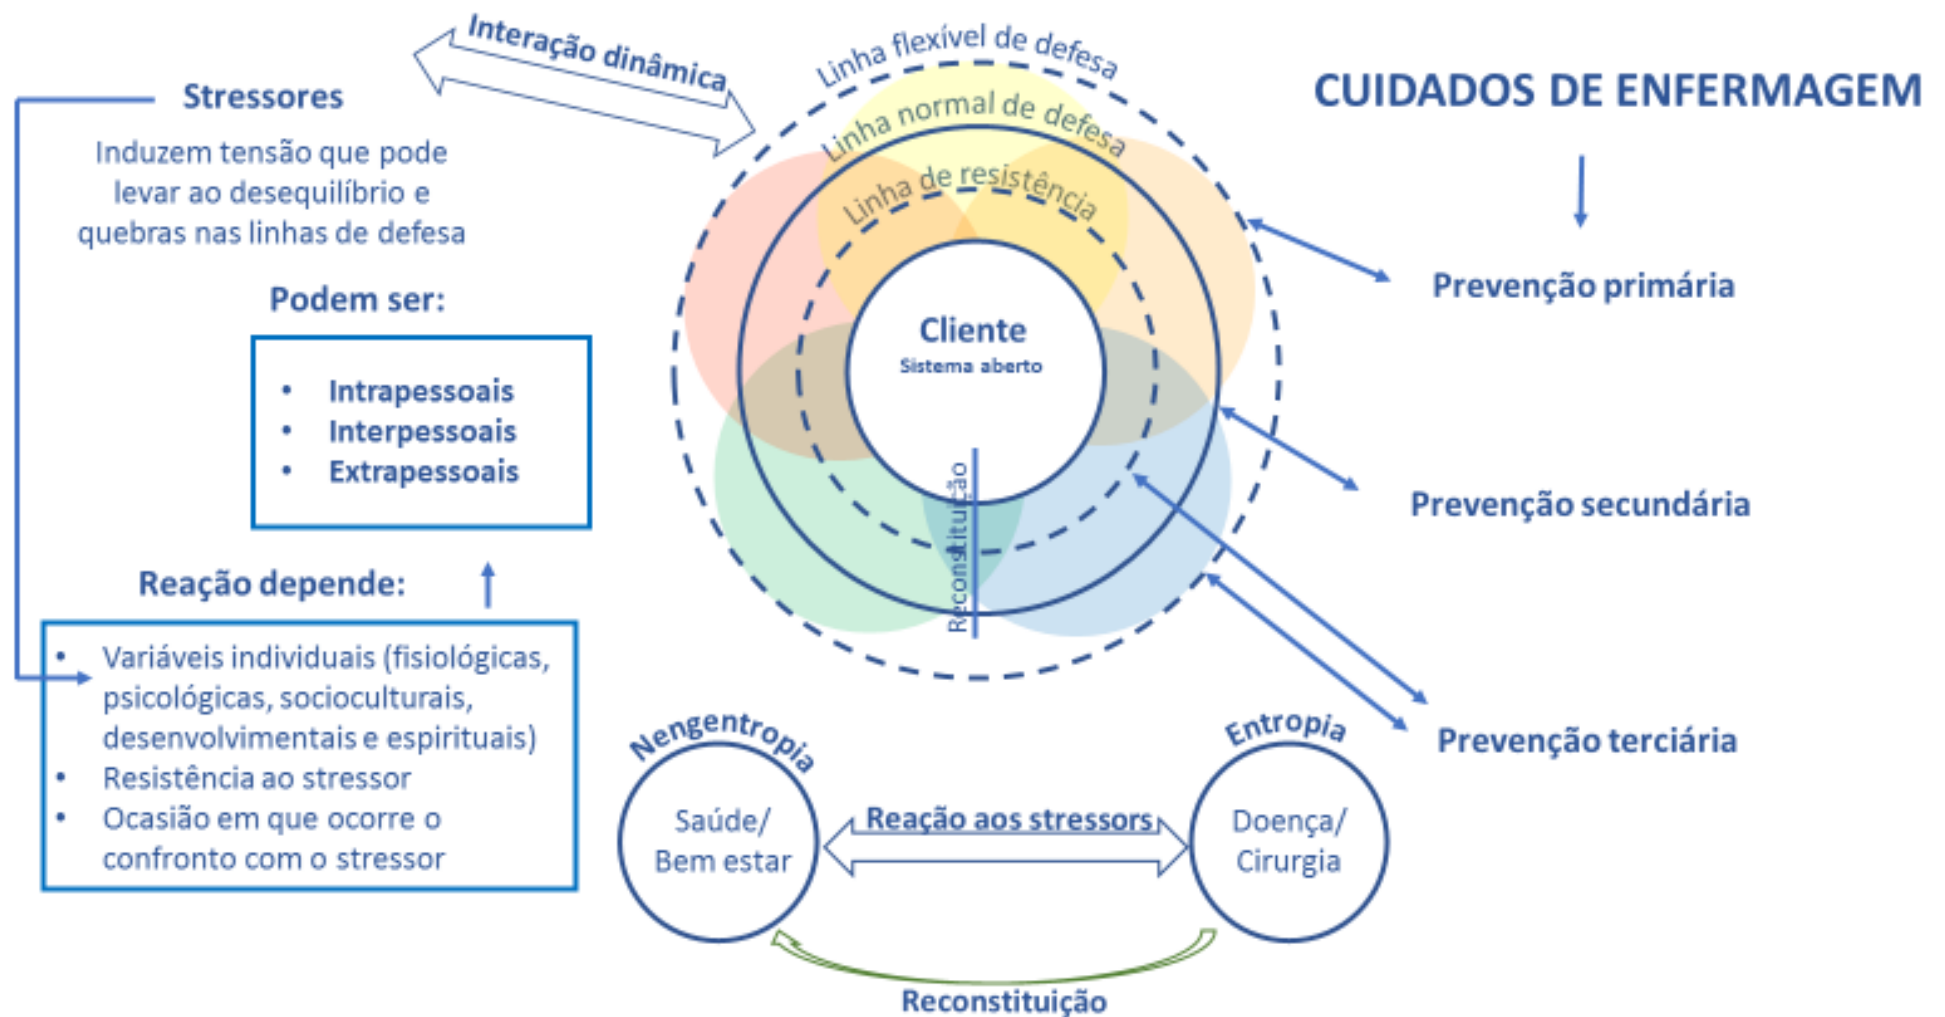 Interação dinâmica
Stressores
Induzem tensão que pode
levar ao desequilíbrio e
quebras nas linhas de defesa
Podem ser:
• Intrapessoais
• Interpessoais
• Extrapessoais
Reação depende:
• Variáveis individuais (fisiológicas,
psicológicas, socioculturais,
desenvolvimentais e espirituais)
• Resistência ao stressor
• Ocasião em que ocorre o
confronto com o stressor
Linha flexível de defesa
Linha normal de defesa
Linha de resistência
Cliente
Sistema aberto
Reconstituição
CUIDADOS DE ENFERMAGEM
Prevenção primária
Prevenção secundária
Prevenção terciária
Nengentropia
Saúde/
Bem estar
Reação aos stressors
Entropia
Doença/
Cirurgia
Reconstituição